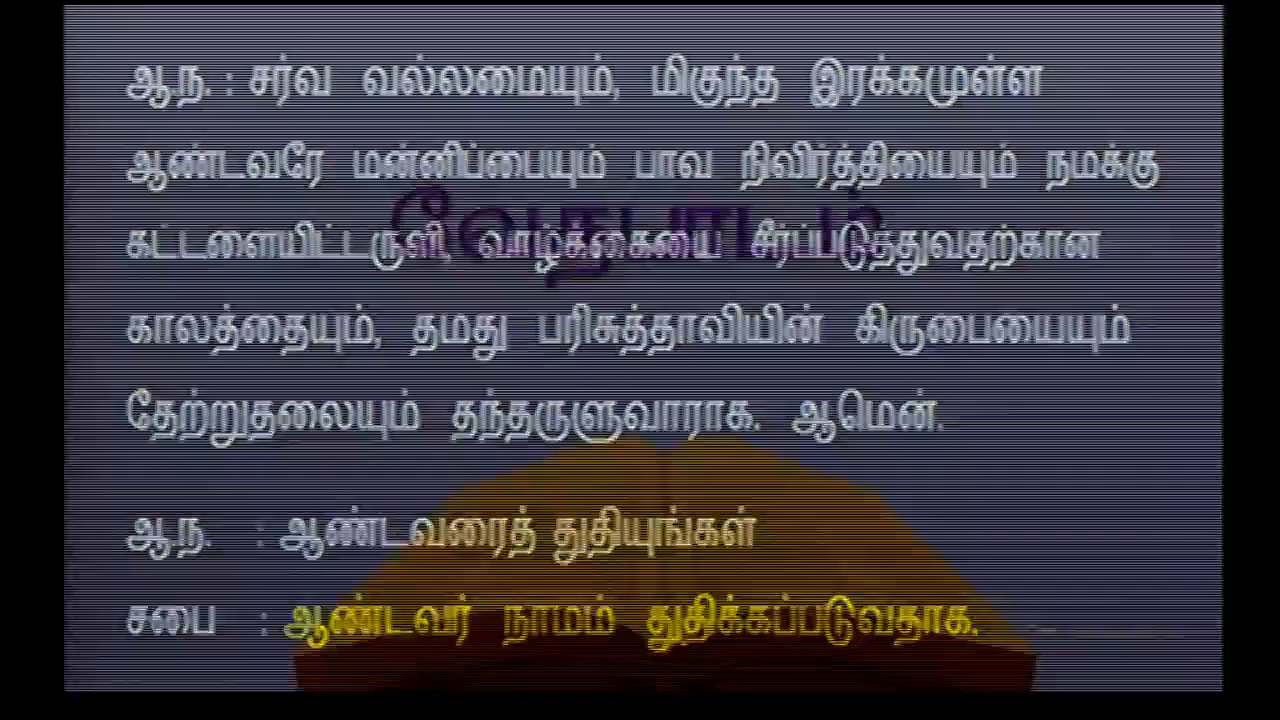 ஆ.ந. : சர்வ வல்லமையும், மிகுந்த இரக்கமுள்ள
ஆண்டவரே மன்னிப்பையும் பாவ நிவிர்த்தியையும் நமக்கு
கட்டளையிட்டருளி, வாழ்க்கையை சீர்ப்படுத்துவதற்கான
காலத்தையும், தமது பரிசுத்தாவியின் கிருபையையும்
தேற்றுதலையும் தந்தருளுவாராக. ஆமென்.
ஆ.ந. : ஆண்டவரைத் துதியுங்கள்
சபை : ஆண்டவர் நாமம் துதிக்கப்படுவதாக.